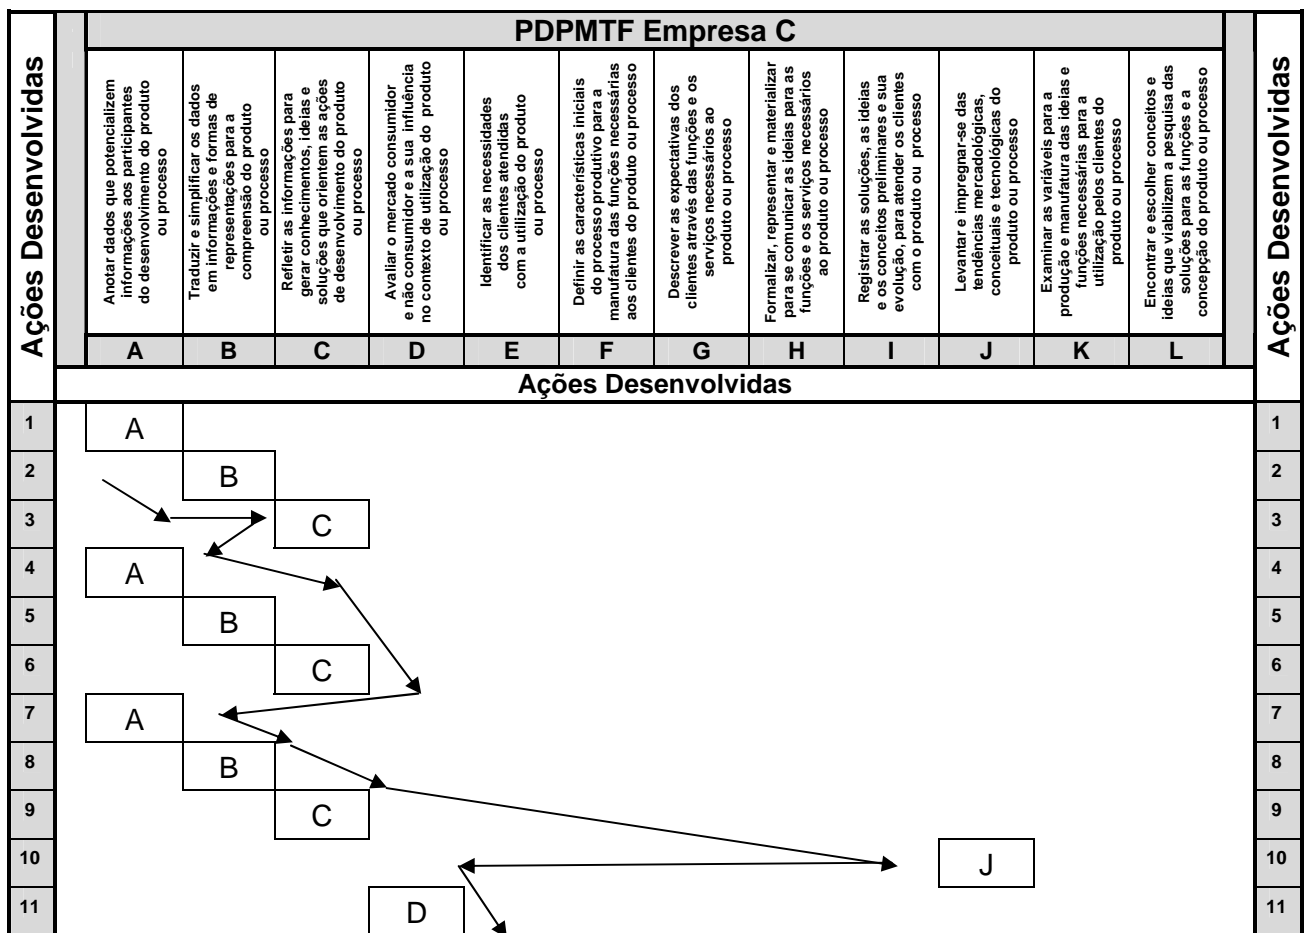 PDPMTF Empresa C
Ações Desenvolvidas
Anotar dados que potencializem
informações aos participantes
do desenvolvimento do produto
ou processo
Traduzir e simplificar os dados
em informações e formas de
representações para a
compreensão do produto
ou processo
Refletir as informações para
gerar conhecimentos, ideias e
soluções que orientem as ações
de desenvolvimento do produto
ou processo
Avaliar o mercado consumidor
e não consumidor e a sua influência
no contexto de utilização do produto
ou processo
Identificar as necessidades
dos clientes atendidas
com a utilização do produto
ou processo
Definir as características iniciais
do processo produtivo para a
manufatura das funções necessárias
aos clientes do produto ou processo
Descrever as expectativas dos
clientes através das funções e os
serviços necessários ao
produto ou processo
Formalizar, representar e materializar
para se comunicar as ideias para as
funções e os serviços necessários
ao produto ou processo
Registrar as soluções, as ideias
e os conceitos preliminares e sua
evolução, para atender os clientes
com o produto ou processo
Levantar e impregnar-se das
tendências mercadológicas,
conceituais e tecnológicas do
produto ou processo
Examinar as variáveis para a
produção e manufatura das ideias e
funções necessárias para a
utilização pelos clientes do
produto ou processo
Encontrar e escolher conceitos e
ideias que viabilizem a pesquisa das
soluções para as funções e a
concepção do produto ou processo
Ações Desenvolvidas
A B C D E F G H I J K L
Ações Desenvolvidas
1 A 1
2 B 2
3 C 3
4 A 4
5 B 5
6 C 6
7 A 7
8 B 8
9 C 9
10 J 10
11 D 11